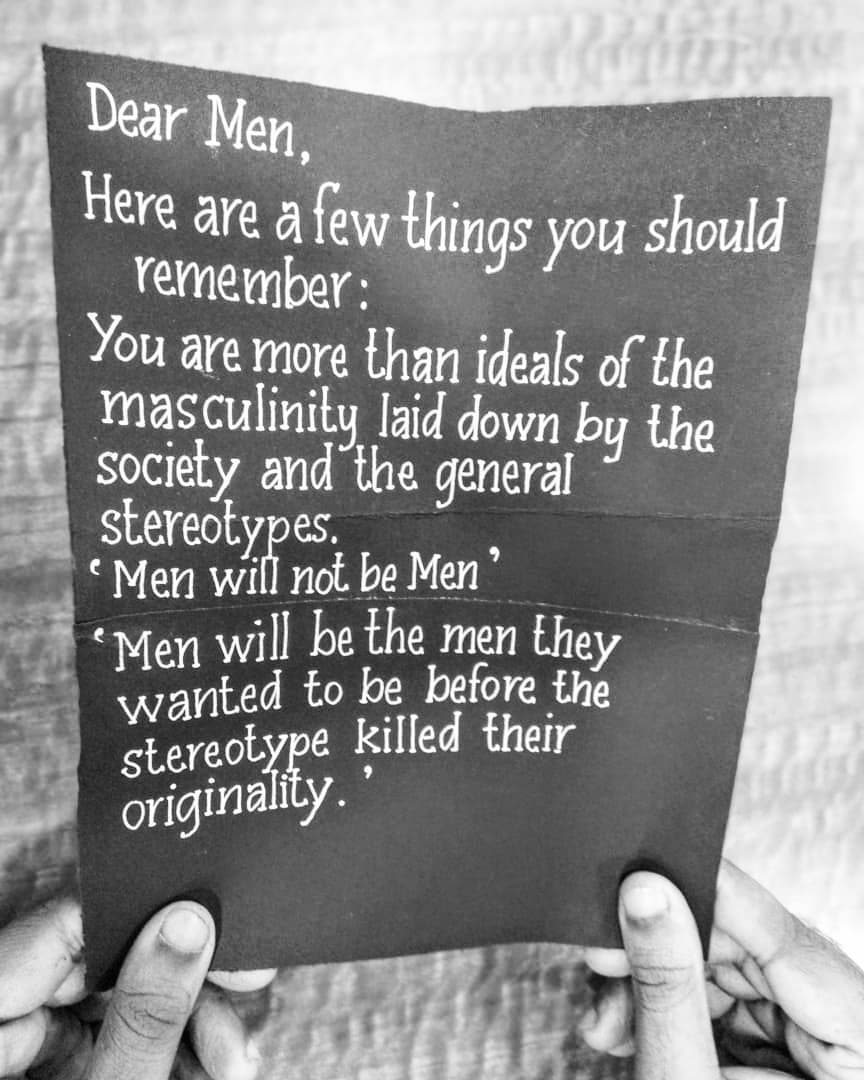 Dear Men,
Here are a few things you should
remember:
You are more than ideals of the
masculinity laid down by the
society and the general
stereotypes.
‘Men will not be Men’
‘Men will be the men they
wanted to be before the
stereotype killed their
originality.’